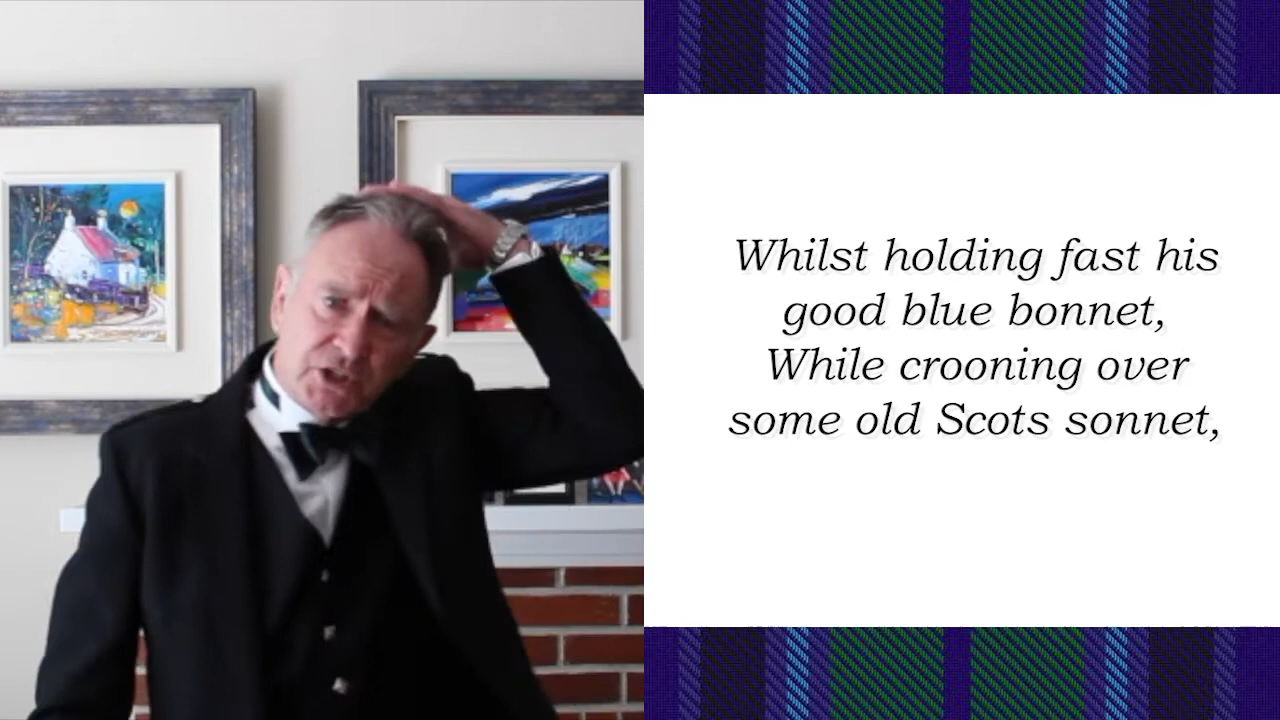 Whilst holding fast his
good blue bonnet,
While crooning over
some old Scots sonnet,